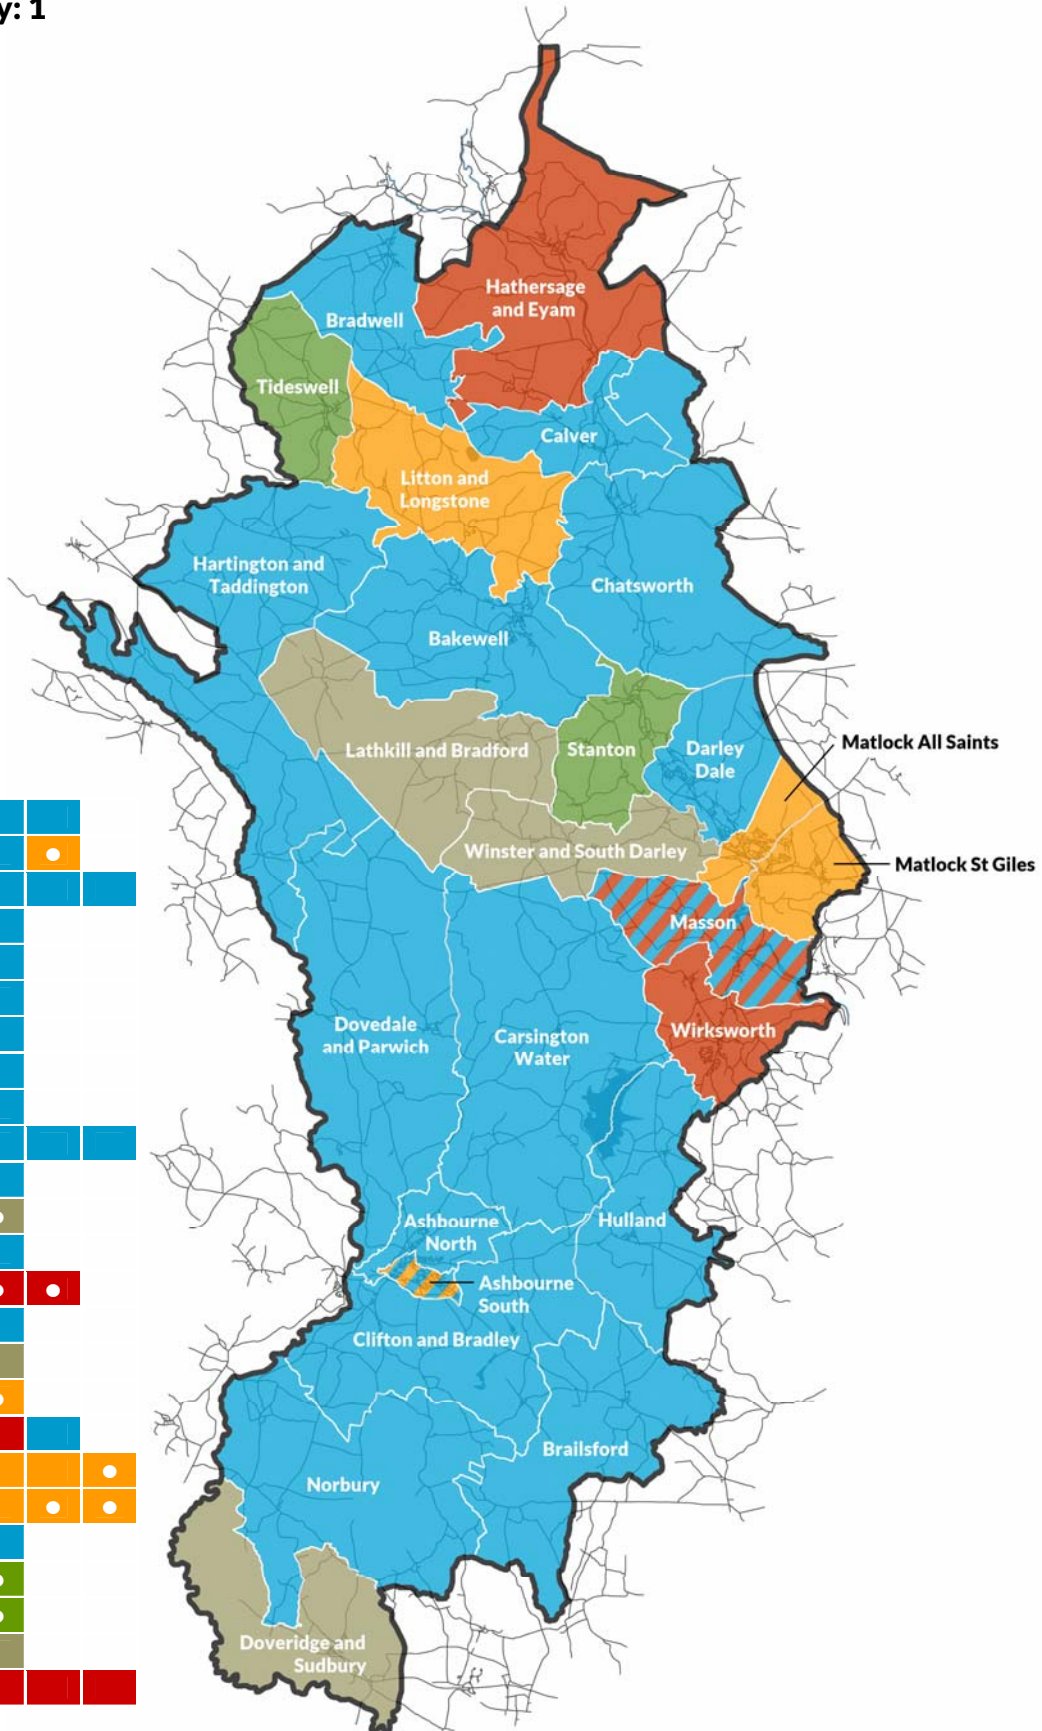 y: 1
Hathersage
and Eyam
Bradwell
Tideswell
Calver
Litton and
Longstone
Hartington and
Taddington
Chatsworth
Bakewell
Lathkill and Bradford
Stanton
Darley
Dale
Matlock All Saints
Winster and South Darley
Matlock St Giles
Masson
Dovedale
and Parwich
Carsington
Water
Wirksworth
Ashbourne
North
Hulland
Ashbourne
South
Clifton and Bradley
Brailsford
Norbury
Doveridge and
Sudbury